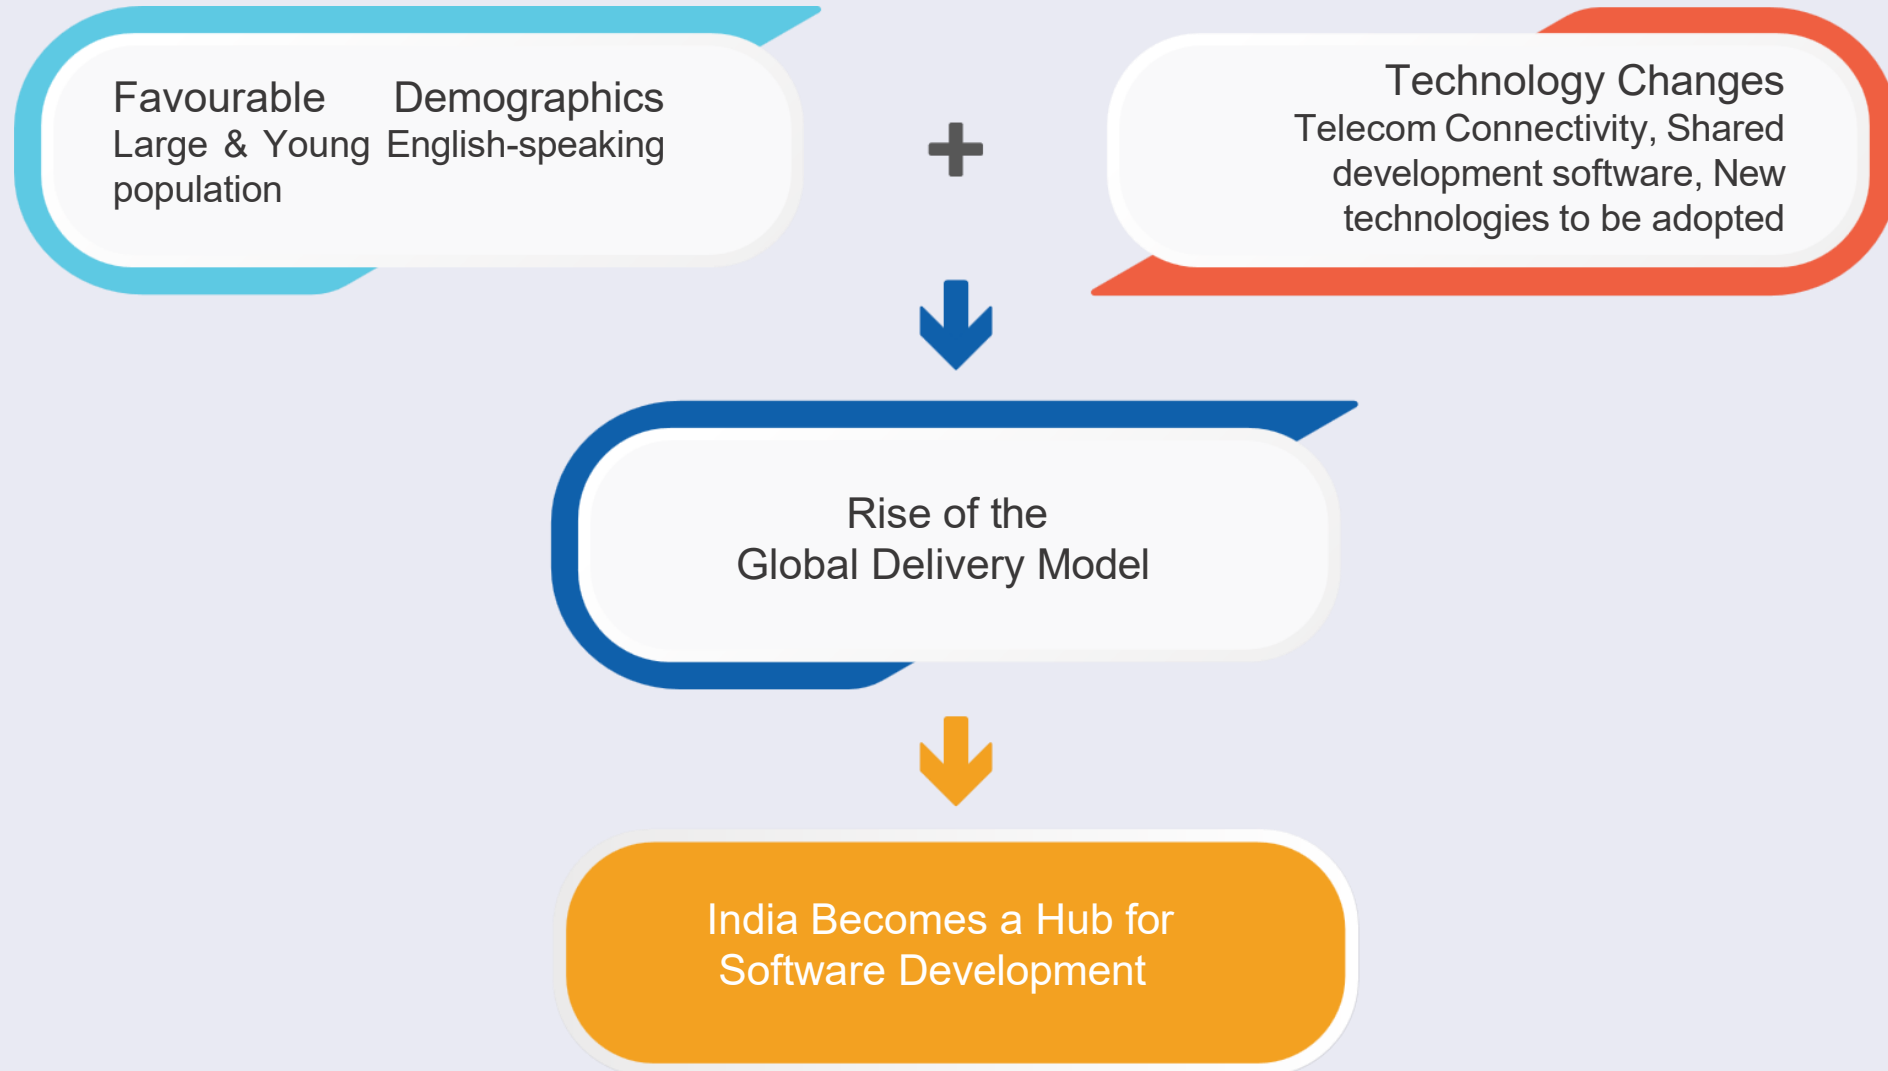 Favourable Demographics
Large & Young English-speaking
population
Technology Changes
Telecom Connectivity, Shared
development software, New
technologies to be adopted
Rise of the
Global Delivery Model
India Becomes a Hub for
Software Development